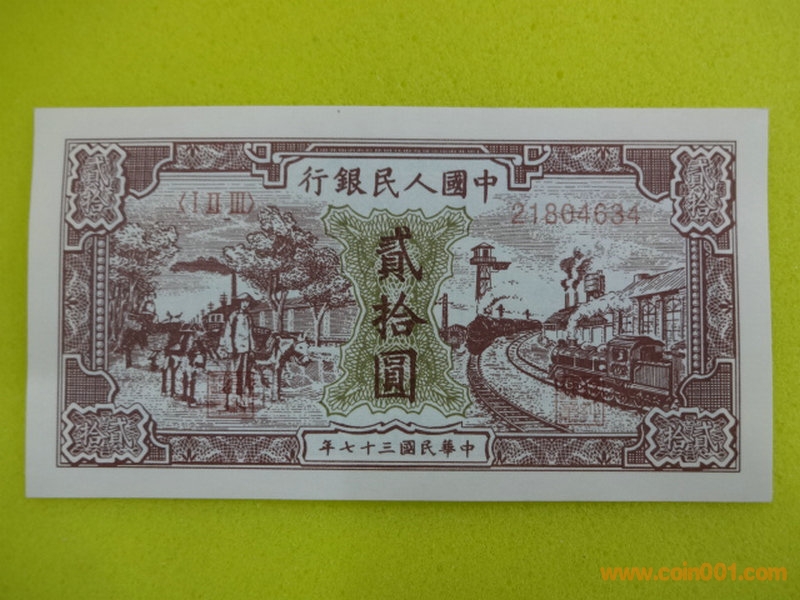 中國人民銀行
〈I II III〉
21804634
貳拾
貳拾
貳拾圓
貳拾
貳拾
中華民國三十七年
www.coin001.com